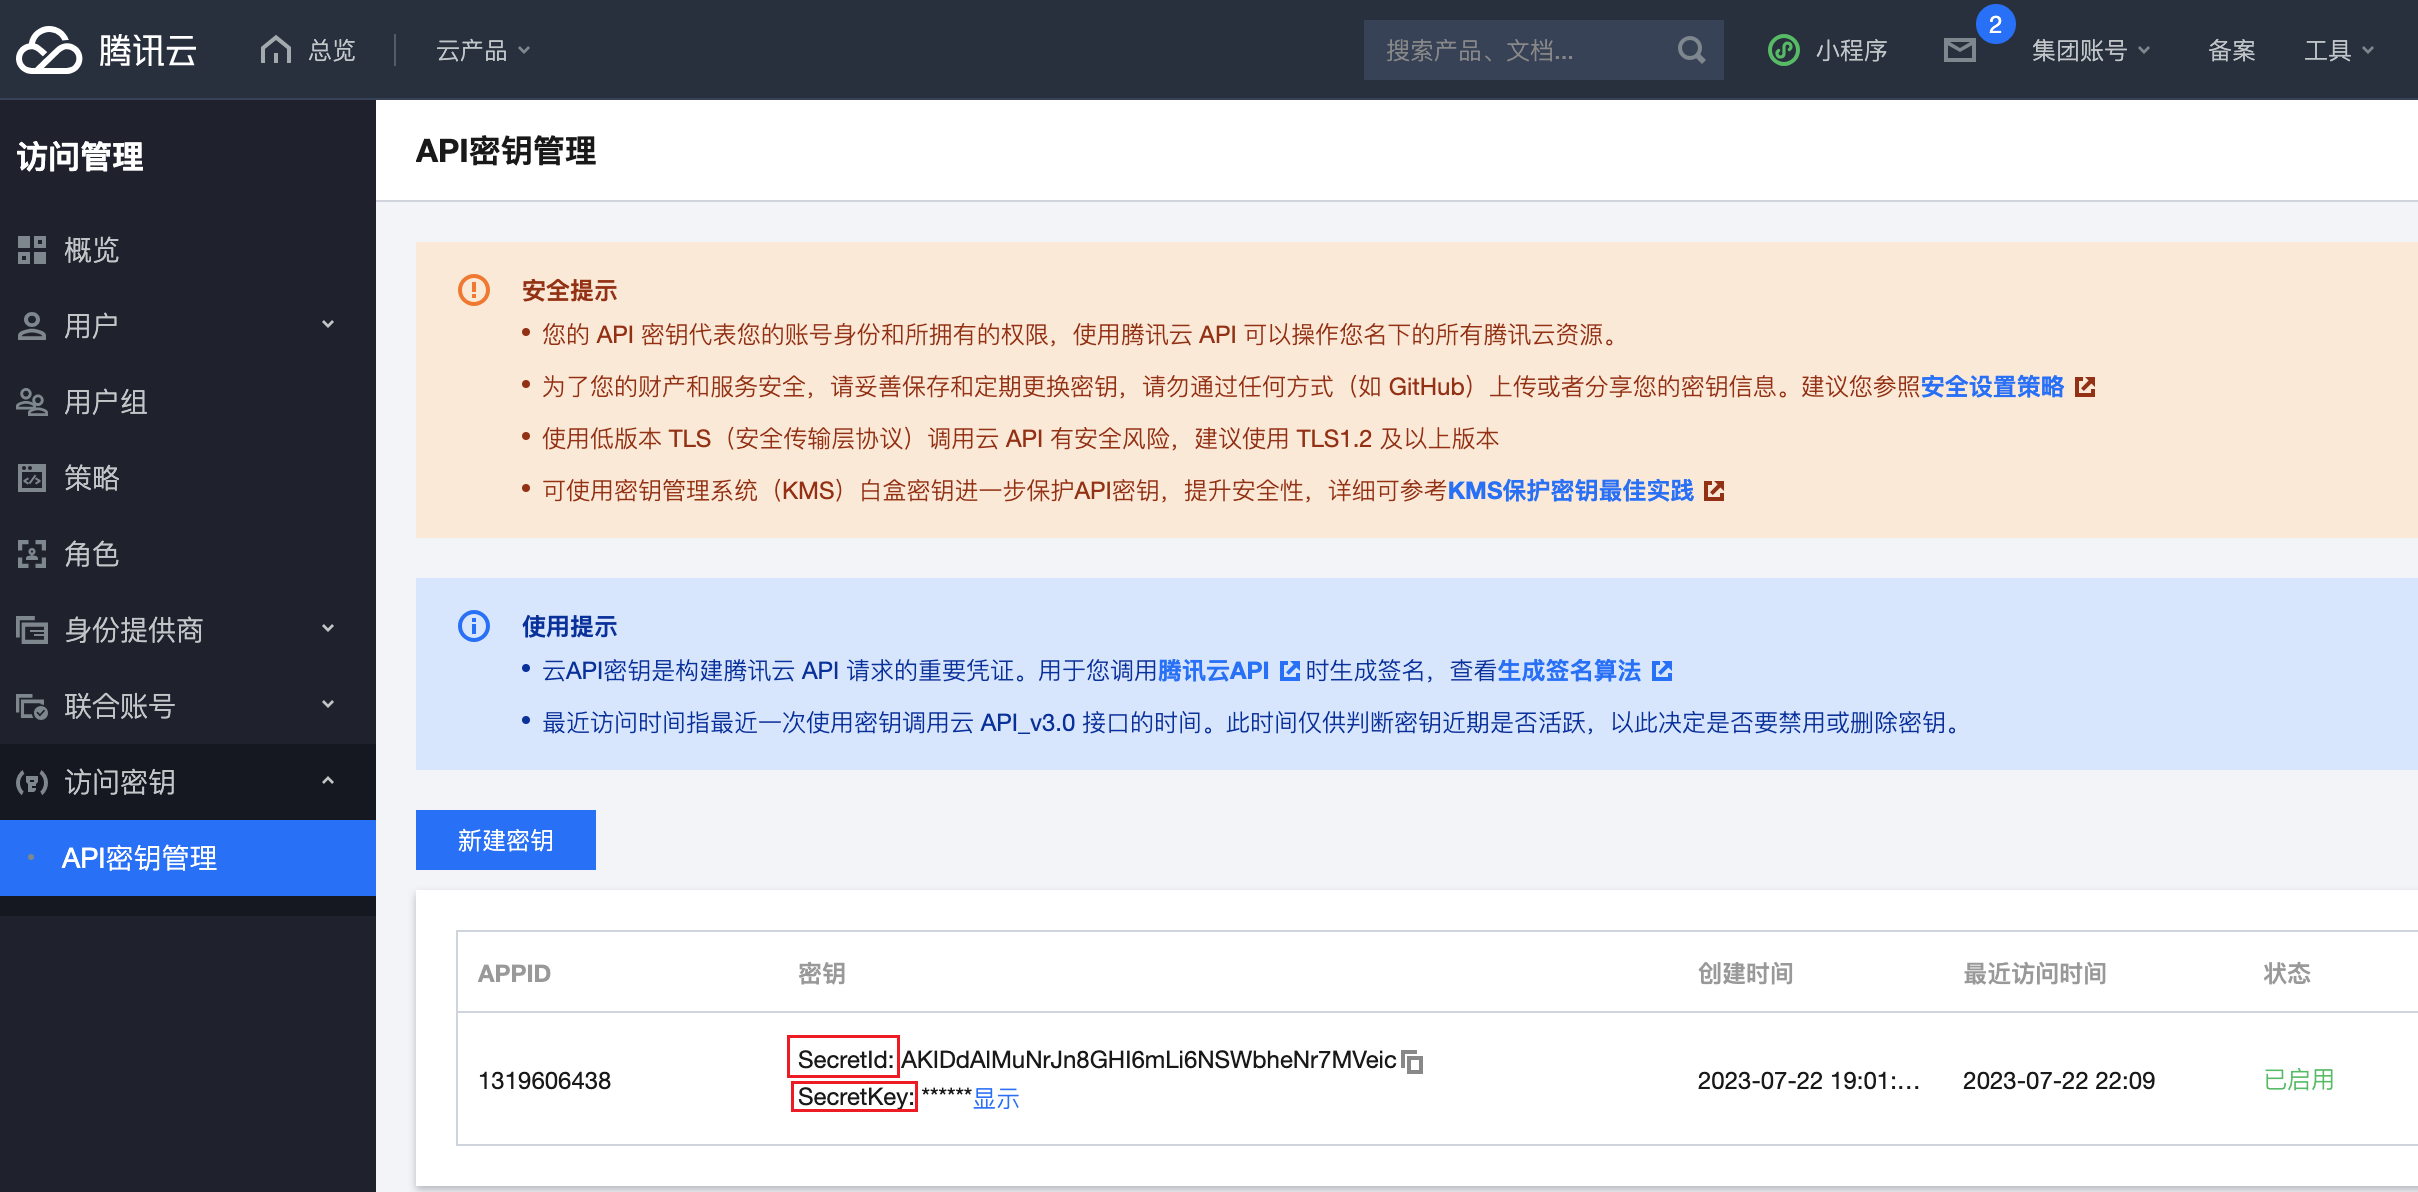 腾讯云 总览 云产品 搜索产品、文档... 小程序 2 集团账号 备案 工具
访问管理
概览
用户
用户组
策略
角色
身份提供商
联合账号
访问密钥
API密钥管理
API密钥管理
安全提示
您的 API 密钥代表您的账号身份和所拥有的权限，使用腾讯云 API 可以操作您名下的所有腾讯云资源。
为了您的财产和服务安全，请妥善保存和定期更换密钥，请勿通过任何方式（如 GitHub）上传或者分享您的密钥信息。建议您参照安全设置策略
使用低版本 TLS（安全传输层协议）调用云 API 有安全风险，建议使用 TLS1.2 及以上版本
可使用密钥管理系统（KMS）白盒密钥进一步保护API密钥，提升安全性，详细可参考KMS保护密钥最佳实践
使用提示
云API密钥是构建腾讯云 API 请求的重要凭证。用于您调用腾讯云API 时生成签名，查看生成签名算法
最近访问时间指最近一次使用密钥调用云 API_v3.0 接口的时间。此时间仅供判断密钥近期是否活跃，以此决定是否要禁用或删除密钥。
新建密钥
APPID 密钥 创建时间 最近访问时间 状态
1319606438 SecretId: AKIDdAlMuNrJn8GHI6mLi6NSWbheNr7MVeic 2023-07-22 19:01:... 2023-07-22 22:09 已启用
SecretKey: ****** 显示